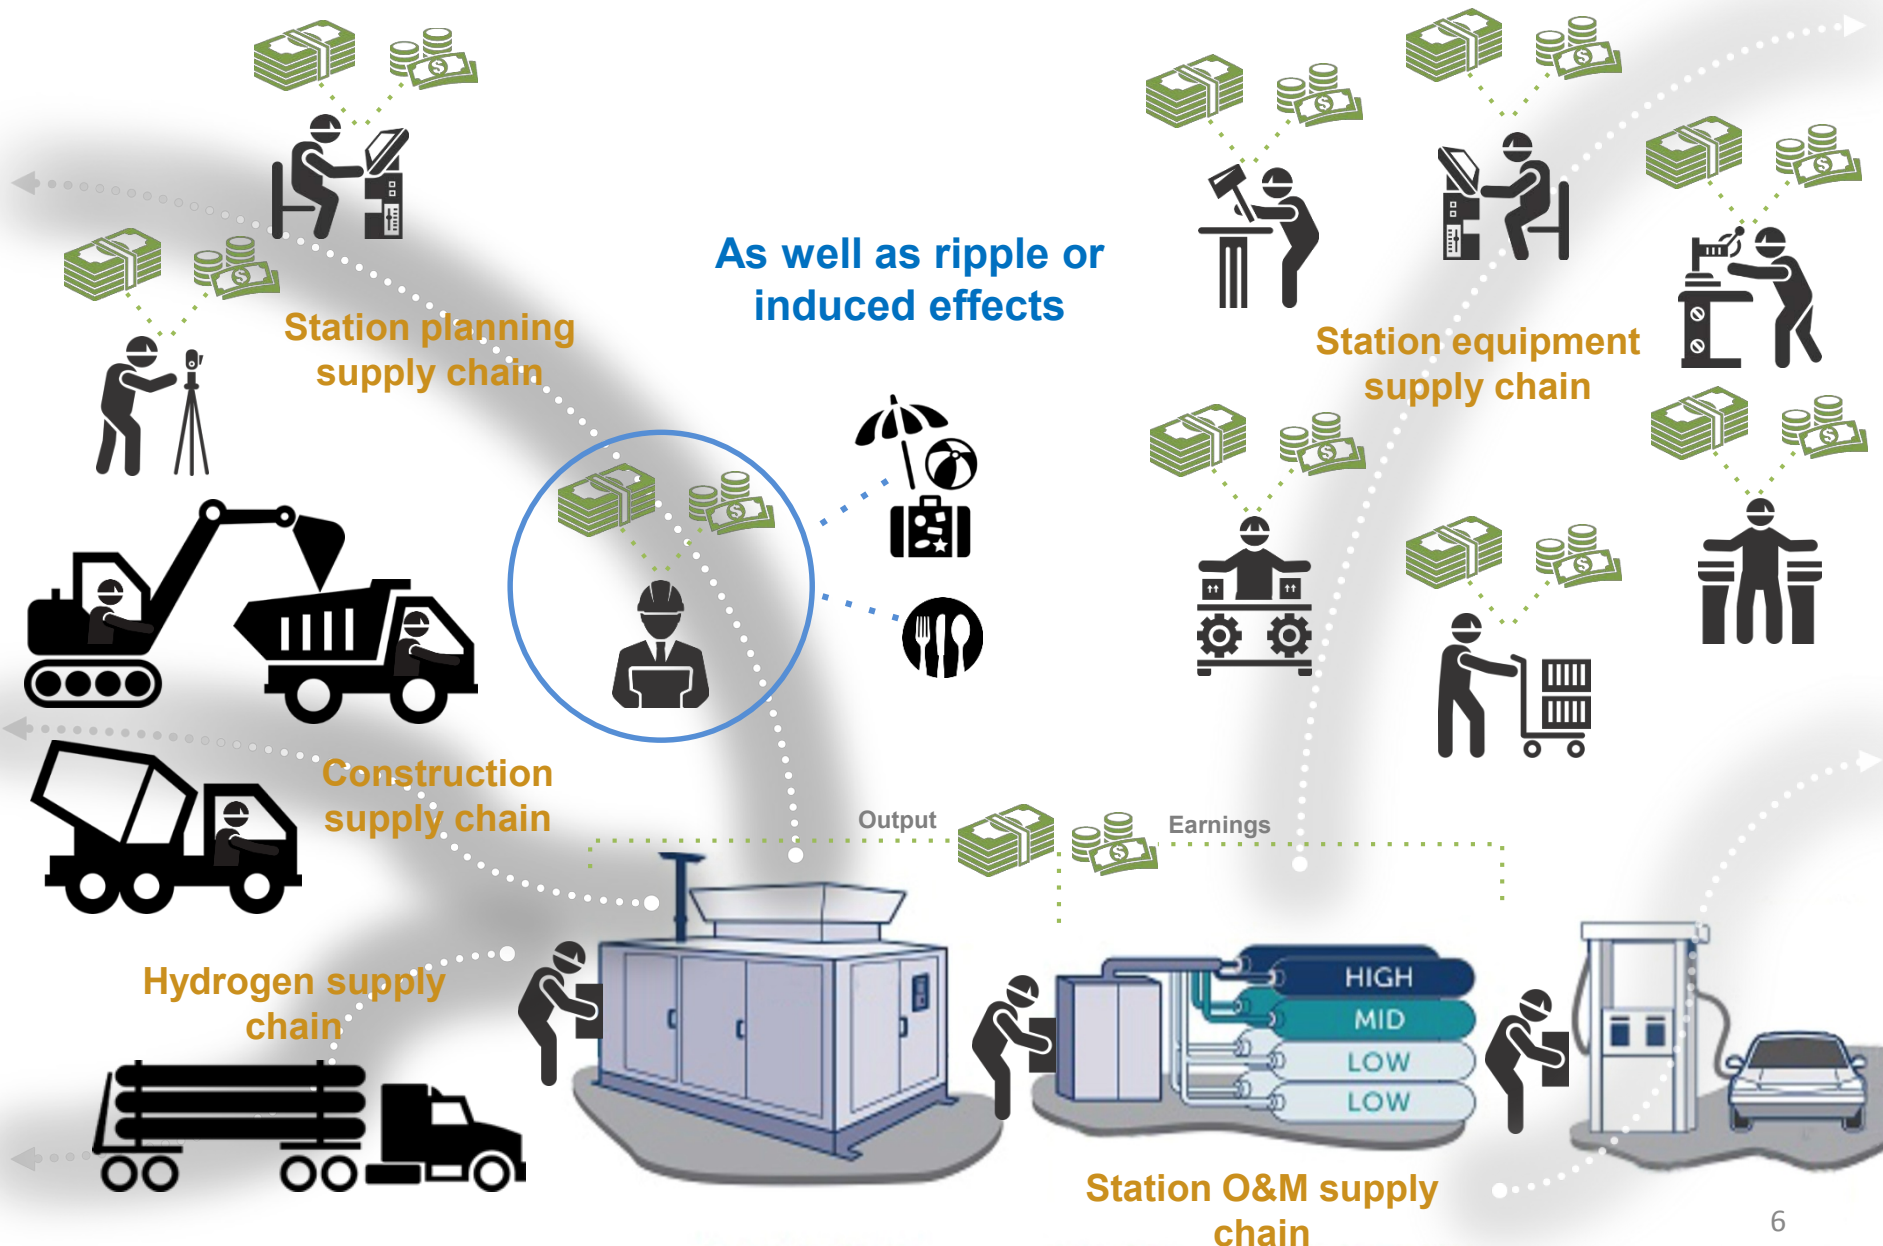 As well as ripple or
induced effects
Station planning
supply chain
Station equipment
supply chain
Construction
supply chain
Output
Earnings
Hydrogen supply
chain
HIGH
MID
LOW
LOW
Station O&M supply
chain
6